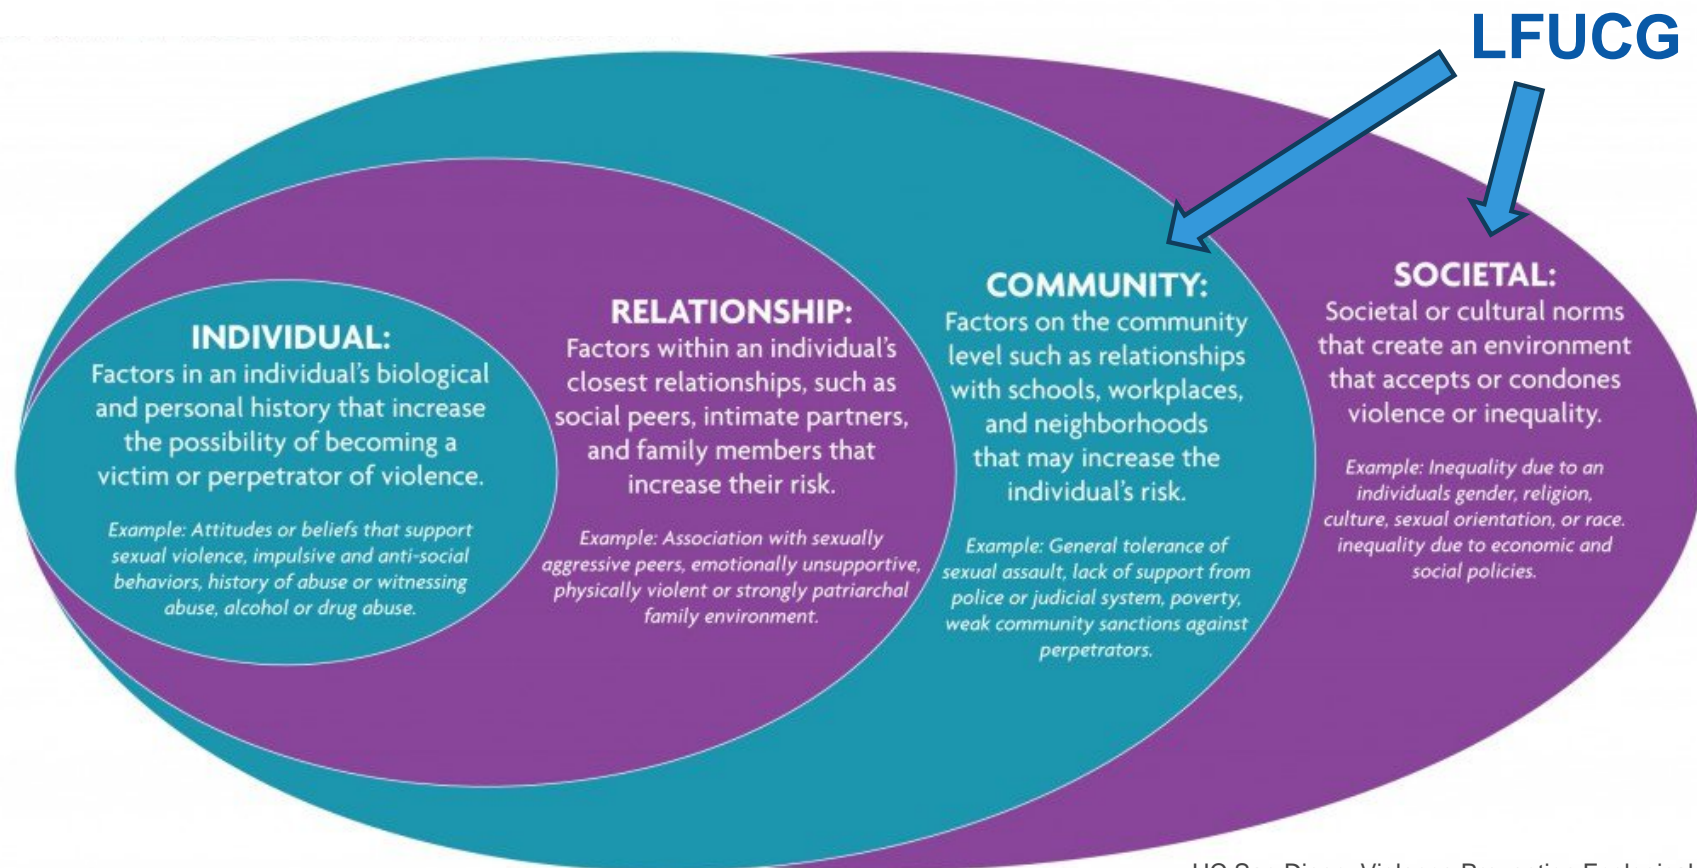 LFUCG
INDIVIDUAL:
Factors in an individual's biological
and personal history that increase
the possibility of becoming a
victim or perpetrator of violence.
Example: Attitudes or beliefs that support
sexual violence, impulsive and anti-social
behaviors, history of abuse or witnessing
abuse, alcohol or drug abuse.
RELATIONSHIP:
Factors within an individual's
closest relationships, such as
social peers, intimate partners,
and family members that
increase their risk.
Example: Association with sexually
aggressive peers, emotionally unsupportive,
physically violent or strongly patriarchal
family environment.
COMMUNITY:
Factors on the community
level such as relationships
with schools, workplaces,
and neighborhoods
that may increase the
individual's risk.
Example: General tolerance of
sexual assault, lack of support from
police or judicial system, poverty,
weak community sanctions against
perpetrators.
SOCIETAL:
Societal or cultural norms
that create an environment
that accepts or condones
violence or inequality.
Example: Inequality due to an
individuals gender, religion,
culture, sexual orientation, or race.
inequality due to economic and
social policies.